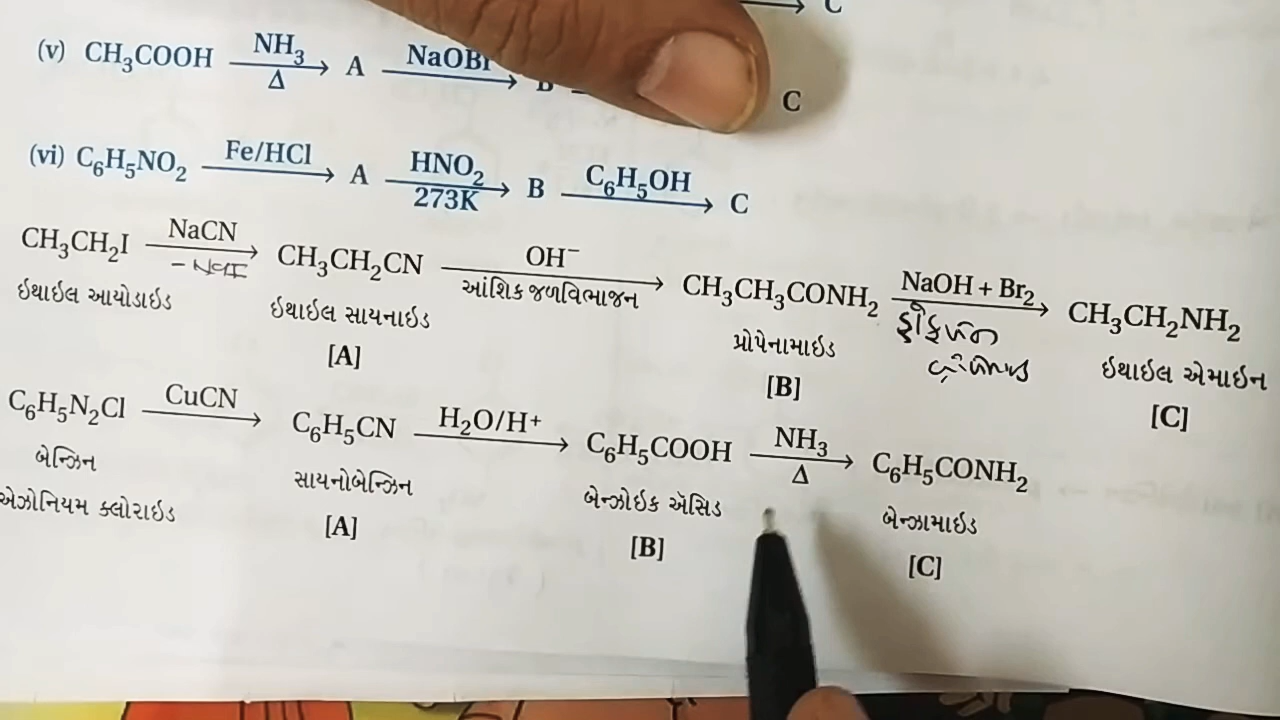 C
(v) CH₃COOH NH₃ Δ A NaOBr B C
(vi) C₆H₅NO₂ Fe/HCl A HNO₂ 273K B C₆H₅OH C
CH₃CH₂I NaCN – NaI CH₃CH₂CN OH⁻ આંશિક જળવિભાજન CH₃CH₃CONH₂ NaOH + Br₂ CH₃CH₂NH₂
ઇથાઇલ આયોડાઇડ ઇથાઇલ સાયનાઇડ પ્રોપેનામાઇડ ઇથાઇલ એમાઇન
[A] [B] [C]
C₆H₅N₂Cl CuCN C₆H₅CN H₂O/H⁺ C₆H₅COOH NH₃ Δ C₆H₅CONH₂
બેન્ઝિન સાયનોબેન્ઝિન બેન્ઝોઇક ઍસિડ બેન્ઝામાઇડ
એઝોનિયમ ક્લોરાઇડ [A] [B] [C]